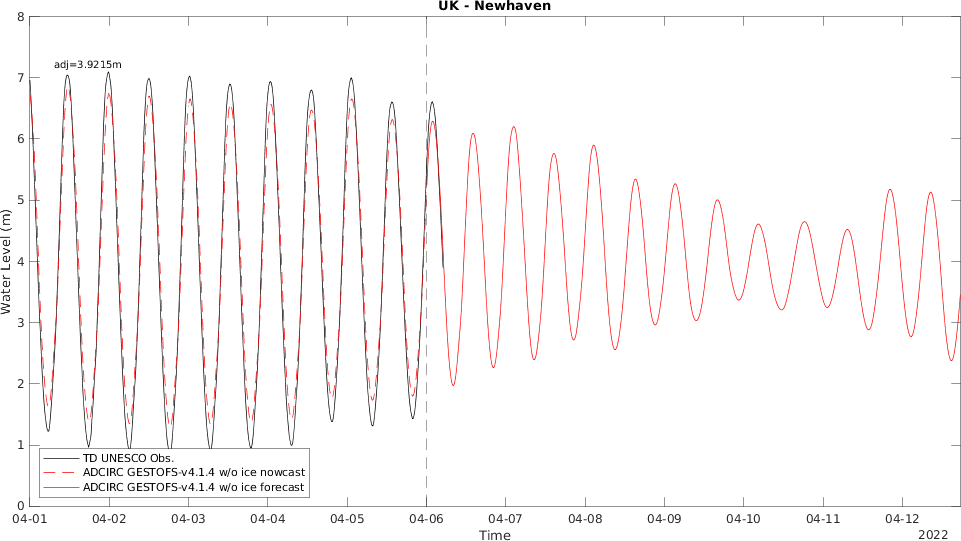 UK - Newhaven
adj=3.9215m
8
7
6
5
4
3
2
1
0
Water Level (m)
TD UNESCO Obs.
ADCIRC GESTOFS-v4.1.4 w/o ice nowcast
ADCIRC GESTOFS-v4.1.4 w/o ice forecast
04-01 04-02 04-03 04-04 04-05 04-06 04-07 04-08 04-09 04-10 04-11 04-12
Time
2022